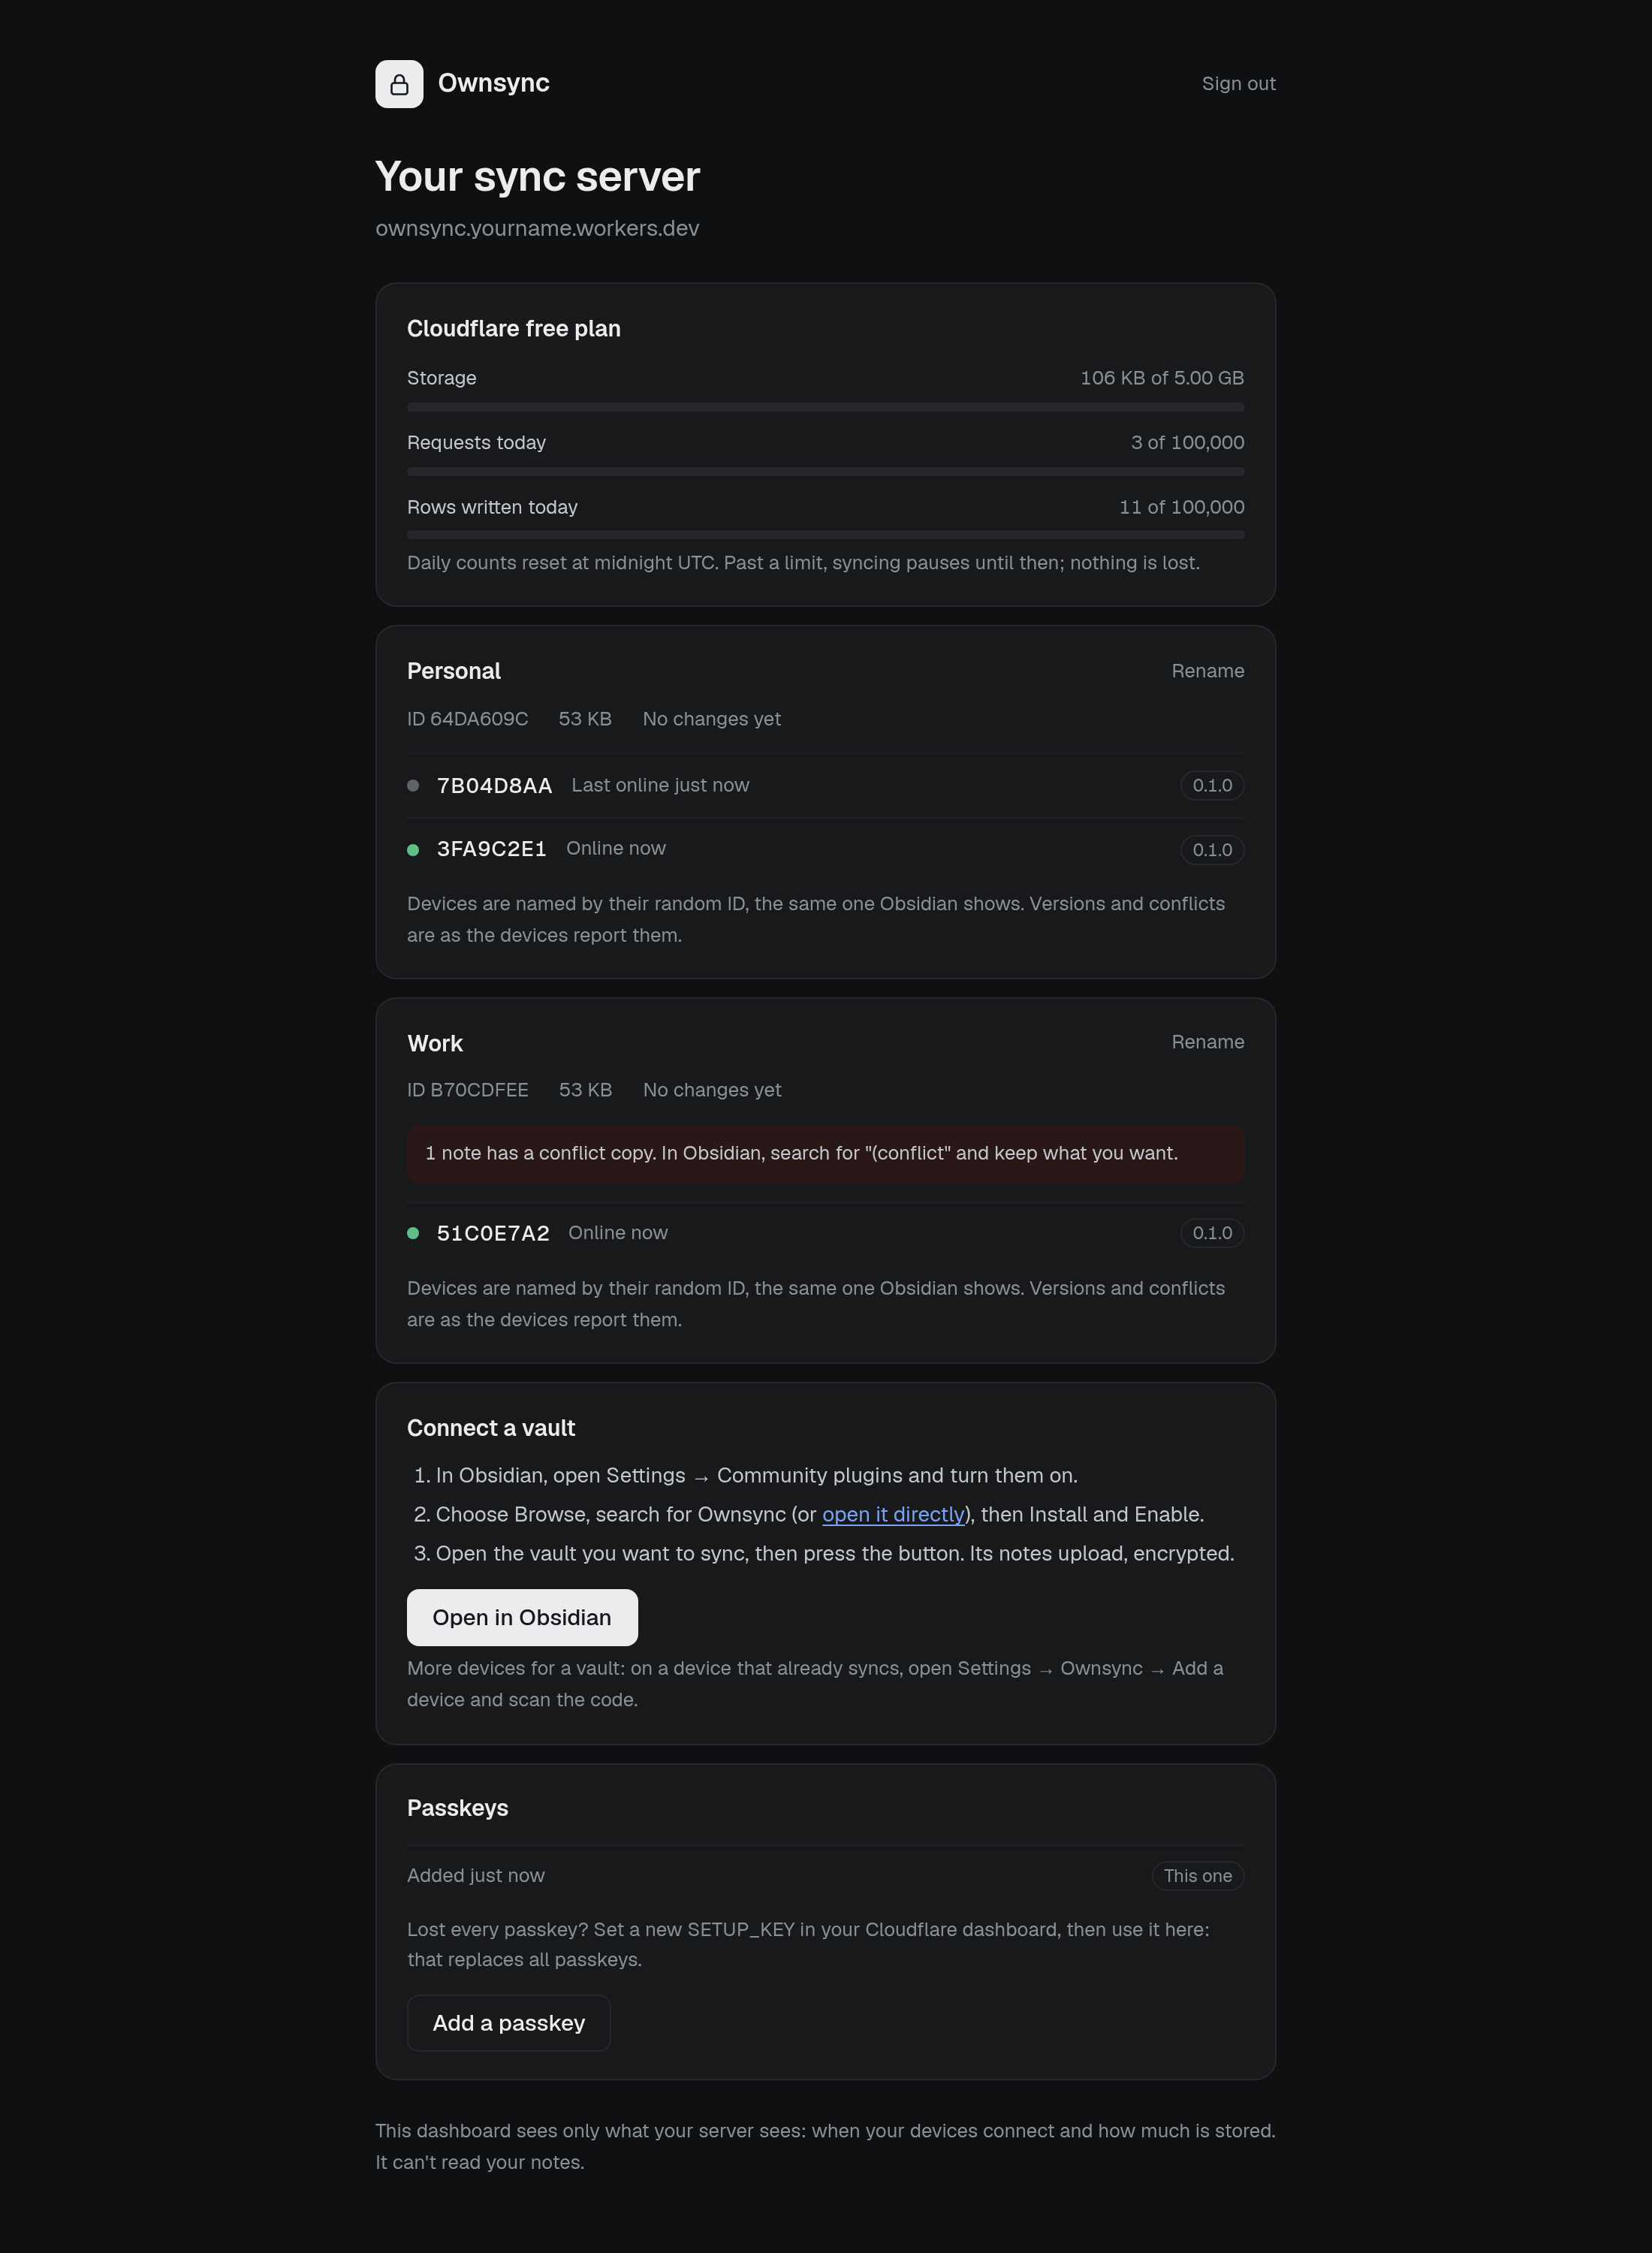 Ownsync
Sign out
Your sync server
ownsync.yourname.workers.dev
Cloudflare free plan
Storage
106 KB of 5.00 GB
Requests today
3 of 100,000
Rows written today
11 of 100,000
Daily counts reset at midnight UTC. Past a limit, syncing pauses until then; nothing is lost.
Personal
Rename
ID 64DA609C 53 KB No changes yet
7B04D8AA Last online just now
0.1.0
3FA9C2E1 Online now
0.1.0
Devices are named by their random ID, the same one Obsidian shows. Versions and conflicts
are as the devices report them.
Work
Rename
ID B70CDFEE 53 KB No changes yet
1 note has a conflict copy. In Obsidian, search for "(conflict" and keep what you want.
51C0E7A2 Online now
0.1.0
Devices are named by their random ID, the same one Obsidian shows. Versions and conflicts
are as the devices report them.
Connect a vault
1. In Obsidian, open Settings → Community plugins and turn them on.
2. Choose Browse, search for Ownsync (or open it directly), then Install and Enable.
3. Open the vault you want to sync, then press the button. Its notes upload, encrypted.
Open in Obsidian
More devices for a vault: on a device that already syncs, open Settings → Ownsync → Add a
device and scan the code.
Passkeys
Added just now
This one
Lost every passkey? Set a new SETUP_KEY in your Cloudflare dashboard, then use it here:
that replaces all passkeys.
Add a passkey
This dashboard sees only what your server sees: when your devices connect and how much is stored.
It can't read your notes.